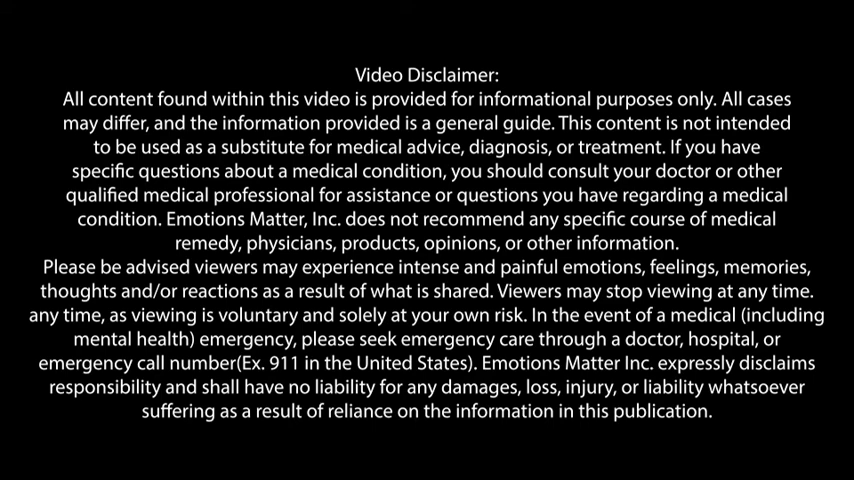 Video Disclaimer:
All content found within this video is provided for informational purposes only. All cases
may differ, and the information provided is a general guide. This content is not intended
to be used as a substitute for medical advice, diagnosis, or treatment. If you have
specific questions about a medical condition, you should consult your doctor or other
qualified medical professional for assistance or questions you have regarding a medical
condition. Emotions Matter, Inc. does not recommend any specific course of medical
remedy, physicians, products, opinions, or other information.
Please be advised viewers may experience intense and painful emotions, feelings, memories,
thoughts and/or reactions as a result of what is shared. Viewers may stop viewing at any time.
any time, as viewing is voluntary and solely at your own risk. In the event of a medical (including
mental health) emergency, please seek emergency care through a doctor, hospital, or
emergency call number(Ex. 911 in the United States). Emotions Matter Inc. expressly disclaims
responsibility and shall have no liability for any damages, loss, injury, or liability whatsoever
suffering as a result of reliance on the information in this publication.